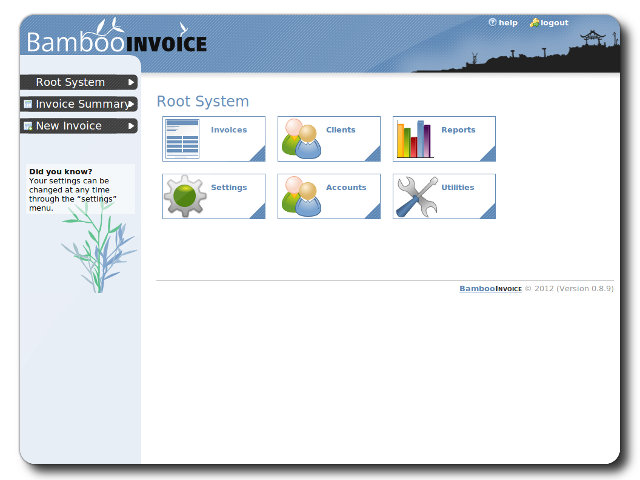 BambooINVOICE
help
logout
Root System
Invoice Summary
New Invoice
Did you know?
Your settings can be
changed at any time
through the “settings”
menu.
Root System
Invoices
Clients
Reports
Settings
Accounts
Utilities
BambooINVOICE © 2012 (Version 0.8.9)